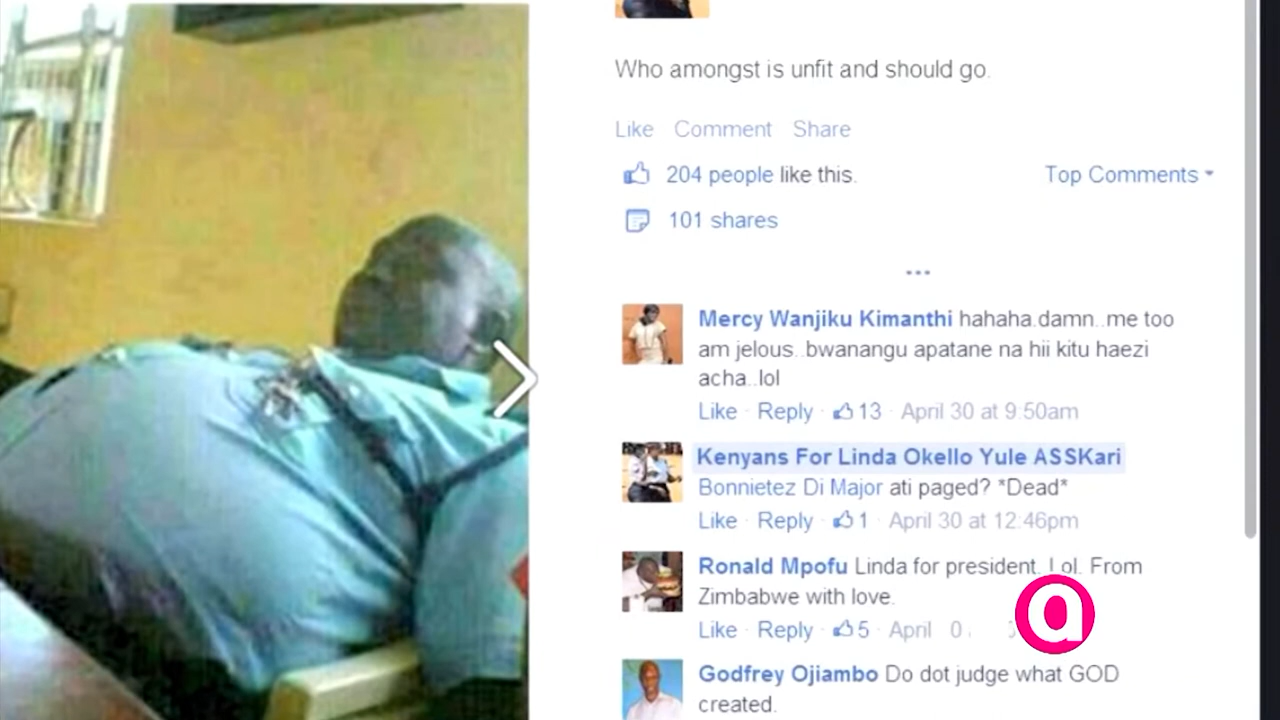 Who amongst is unfit and should go.
Like Comment Share
204 people like this.
Top Comments
101 shares
Mercy Wanjiku Kimanthi hahaha.damn..me too
am jelous..bwanangu apatane na hii kitu haezi
acha..lol
Like · Reply · 13 · April 30 at 9:50am
Kenyans For Linda Okello Yule ASSKari
Bonnietez Di Major ati paged? *Dead*
Like · Reply · 1 · April 30 at 12:46pm
Ronald Mpofu Linda for president. Lol. From
Zimbabwe with love.
Like · Reply · 5 · April
a
Godfrey Ojiambo Do dot judge what GOD
created.